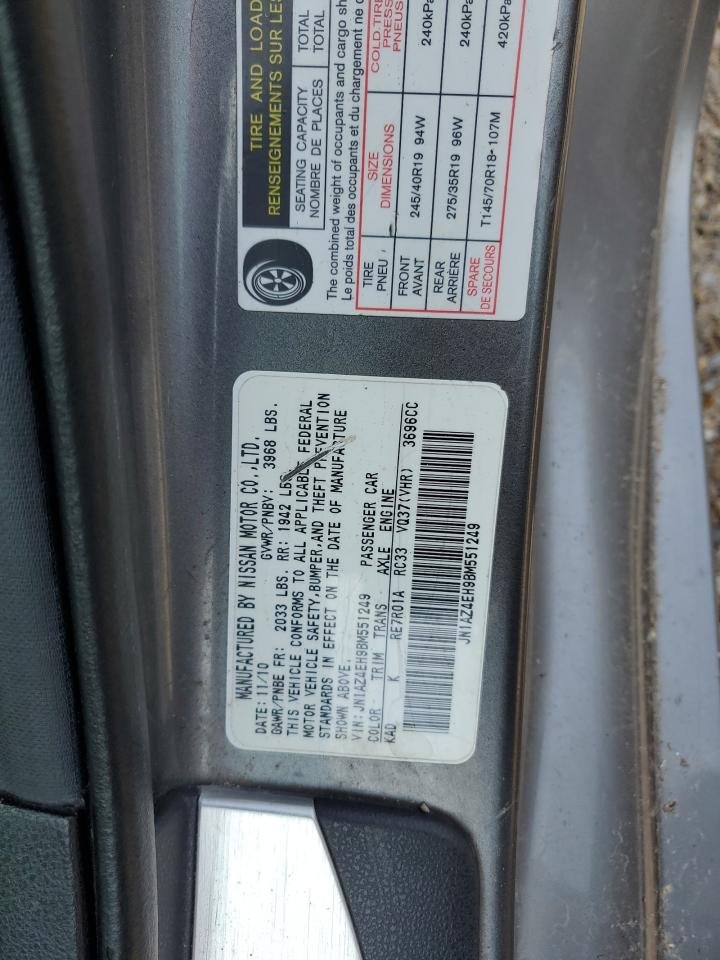 TIRE AND LOAD
RENSEIGNEMENTS SUR LES
SEATING CAPACITY TOTAL
NOMBRE DE PLACES TOTAL
The combined weight of occupants and cargo sh
Le poids total des occupants et du chargement ne d
TIRE SIZE COLD TIRE
PNEU DIMENSIONS PRESS
PNEUS
FRONT 245/40R19 94W 240kPa
AVANT
REAR 275/35R19 96W 240kPa
ARRIÈRE
SPARE T145/70R18-107M 420kPa
DE SECOURS
MANUFACTURED BY NISSAN MOTOR CO.,LTD.
DATE: 11/10 GVWR/PNBV: 3968 LBS.
GAWR/PNBE FR: 2033 LBS. RR: 1942 LBS
THIS VEHICLE CONFORMS TO ALL APPLICABLE FEDERAL
MOTOR VEHICLE SAFETY,BUMPER,AND THEFT PREVENTION
STANDARDS IN EFFECT ON THE DATE OF MANUFACTURE
SHOWN ABOVE.
VIN:JN1AZ4EH9BM551249 PASSENGER CAR
COLOR TRIM TRANS AXLE ENGINE
KAD K RE7R01A RC33 VQ37(VHR) 3696CC
JN1AZ4EH9BM551249